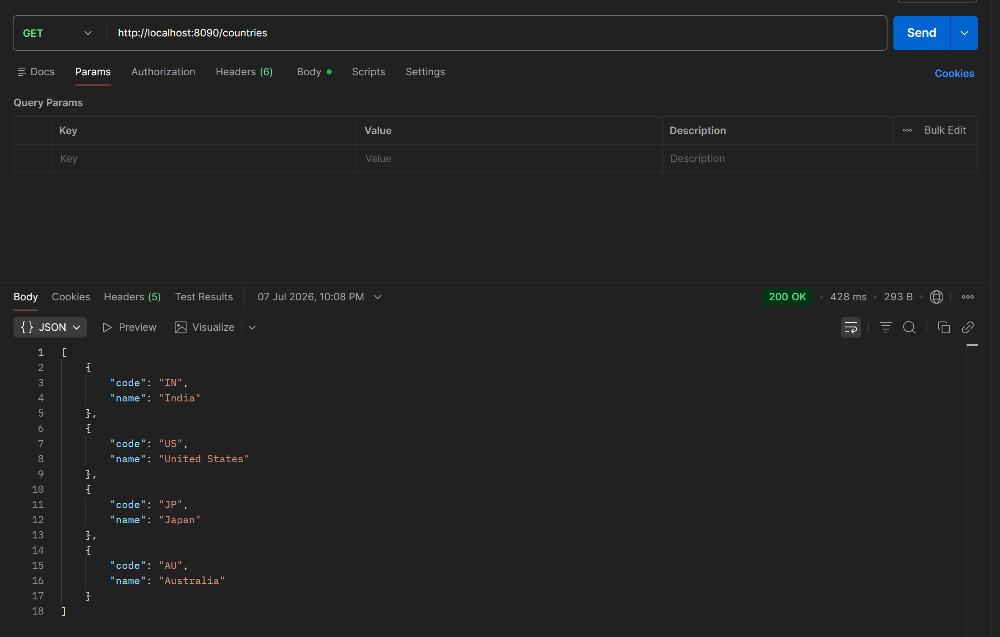 GET http://localhost:8090/countries Send
Docs Params Authorization Headers (6) Body Scripts Settings Cookies
Query Params
Key Value Description Bulk Edit
Key Value Description
Body Cookies Headers (5) Test Results 07 Jul 2026, 10:08 PM 200 OK • 428 ms • 293 B
{} JSON Preview Visualize
1 [
2 {
3 "code": "IN",
4 "name": "India"
5 },
6 {
7 "code": "US",
8 "name": "United States"
9 },
10 {
11 "code": "JP",
12 "name": "Japan"
13 },
14 {
15 "code": "AU",
16 "name": "Australia"
17 }
18 ]